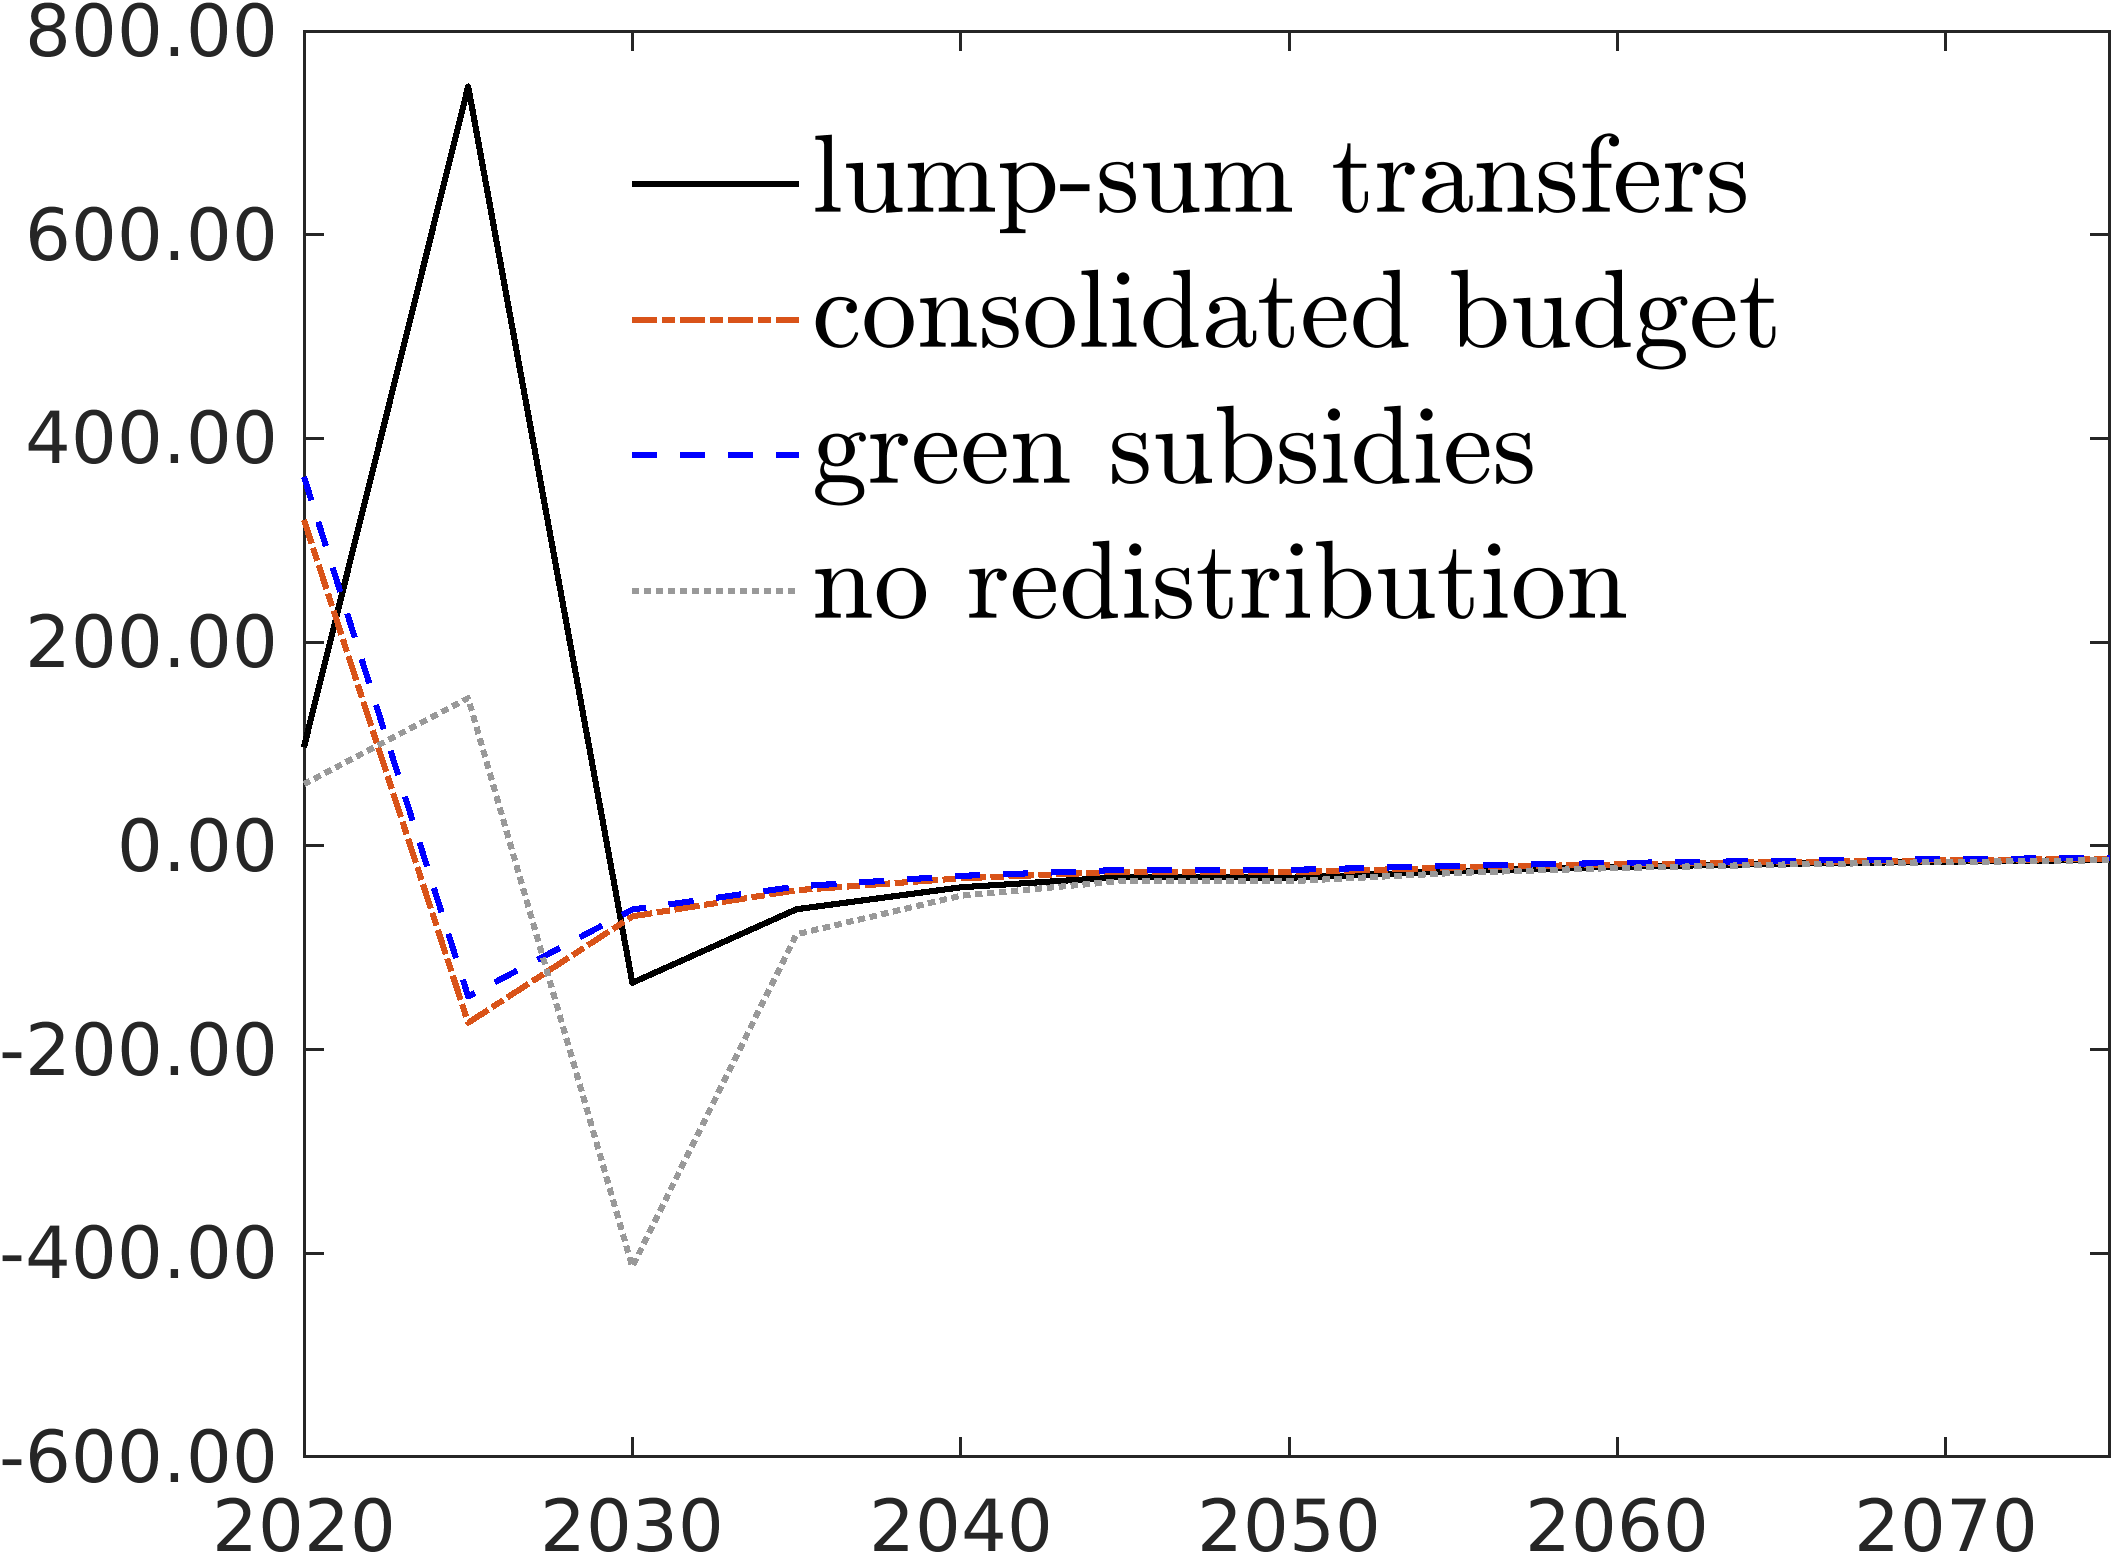 800.00
600.00
400.00
200.00
0.00
-200.00
-400.00
-600.00
lump-sum transfers
consolidated budget
green subsidies
no redistribution
2020 2030 2040 2050 2060 2070